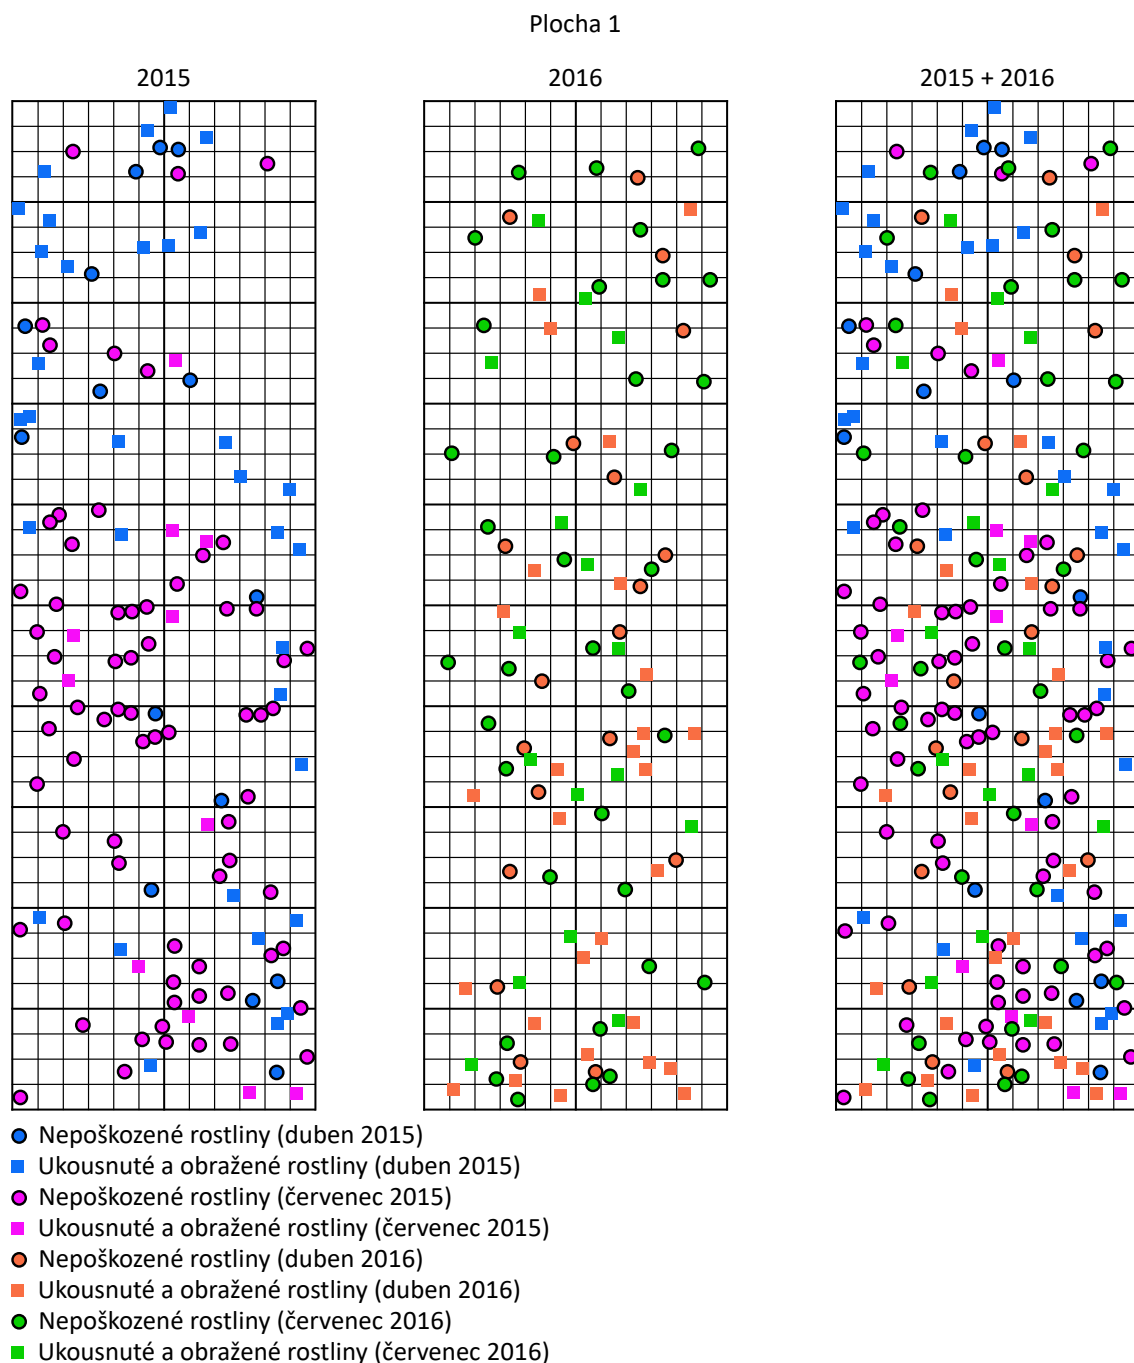 Plocha 1
2015
2016
2015 + 2016
Nepoškozené rostliny (duben 2015)
Ukousnuté a obražené rostliny (duben 2015)
Nepoškozené rostliny (červenec 2015)
Ukousnuté a obražené rostliny (červenec 2015)
Nepoškozené rostliny (duben 2016)
Ukousnuté a obražené rostliny (duben 2016)
Nepoškozené rostliny (červenec 2016)
Ukousnuté a obražené rostliny (červenec 2016)